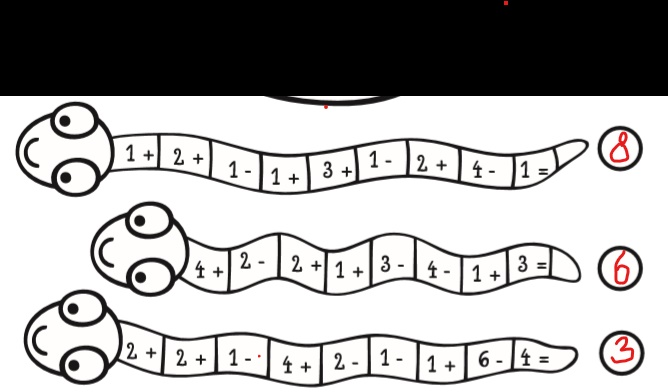 1 + 2 + 1 - 1 + 3 + 1 - 2 + 4 - 1 = 8
4 + 2 - 2 + 1 + 3 - 4 - 1 + 3 = 6
2 + 2 + 1 - 4 + 2 - 1 - 1 + 6 - 4 = 3